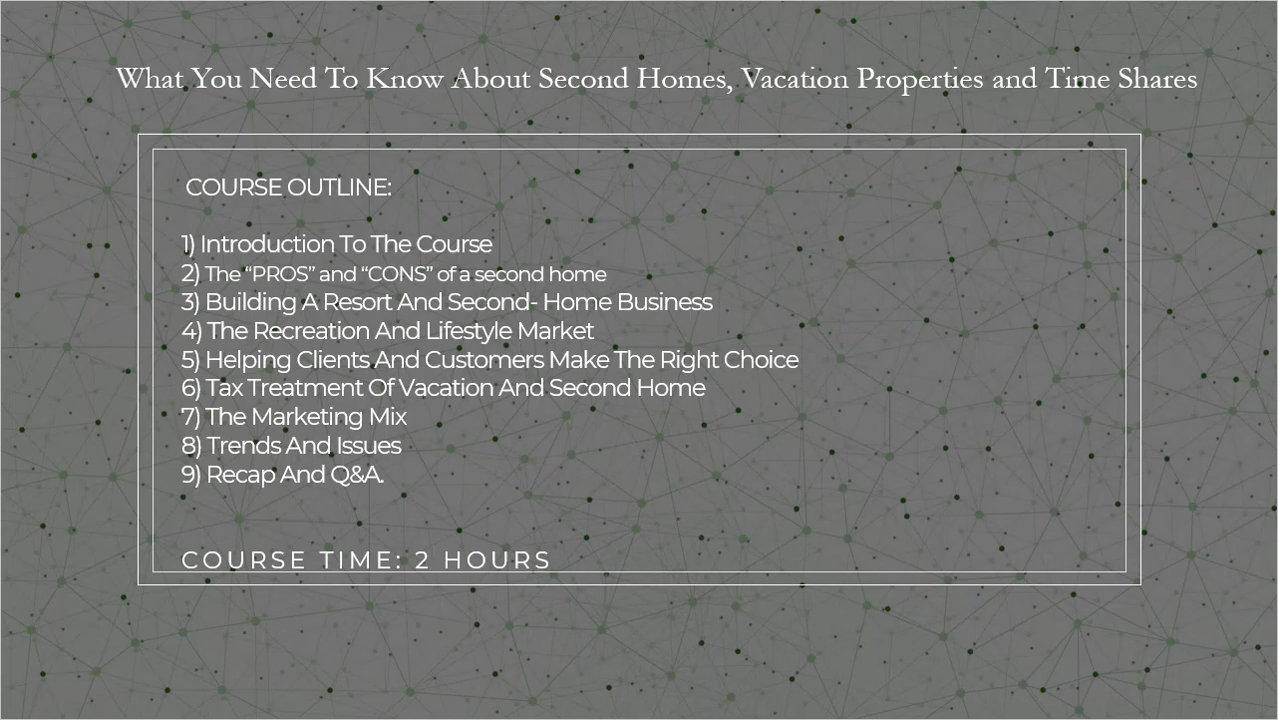 What You Need To Know About Second Homes, Vacation Properties and Time Shares
COURSE OUTLINE:
1) Introduction To The Course
2) The “PROS” and “CONS” of a second home
3) Building A Resort And Second- Home Business
4) The Recreation And Lifestyle Market
5) Helping Clients And Customers Make The Right Choice
6) Tax Treatment Of Vacation And Second Home
7) The Marketing Mix
8) Trends And Issues
9) Recap And Q&A.
COURSE TIME: 2 HOURS